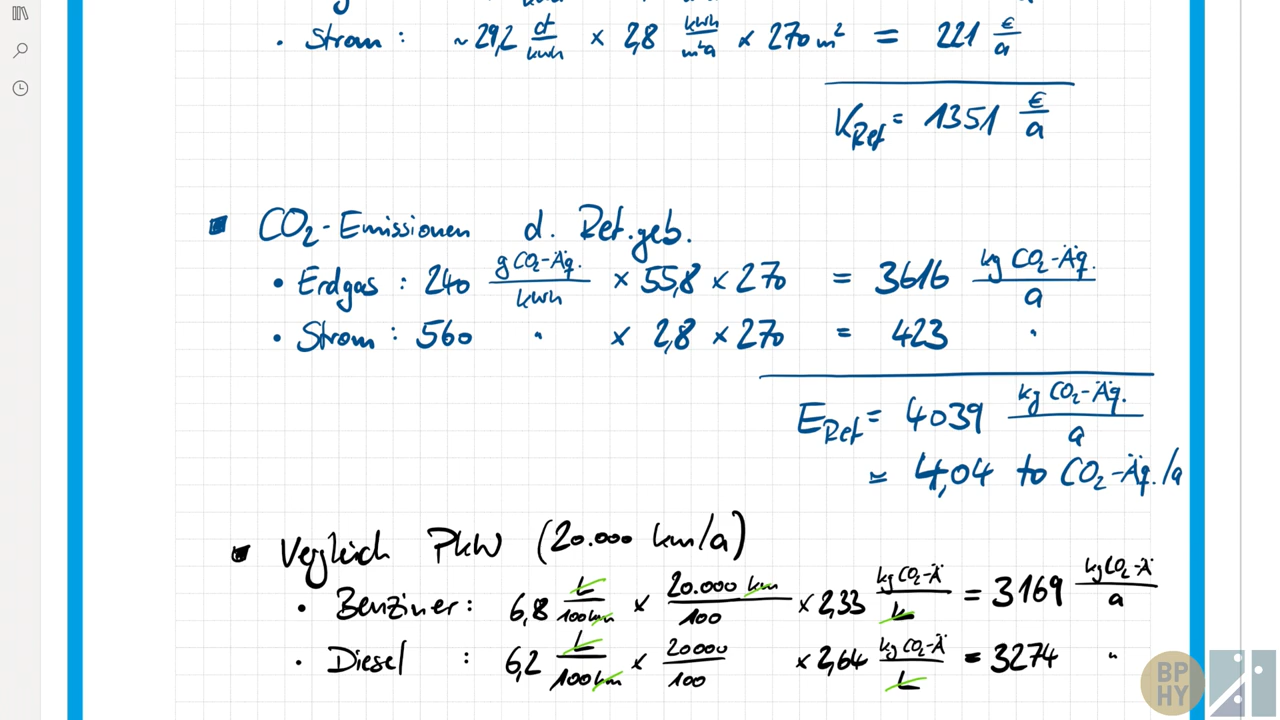 • Strom : ~29,2 ct/kWh × 2,8 kWh/m²a × 270 m² = 221 €/a
K_Ref = 1351 €/a
CO₂-Emissionen d. Ref.geb.
• Erdgas : 240 g CO₂-Äq./kWh × 55,8 × 270 = 3616 kg CO₂-Äq./a
• Strom : 560 " × 2,8 × 270 = 423 "
E_Ref = 4039 kg CO₂-Äq./a
≃ 4,04 to CO₂-Äq./a
Vergleich PKW (20.000 km/a)
• Benziner : 6,8 L/100km × 20.000 km/100 × 2,33 kg CO₂-Ä/L = 3169 kg CO₂-Ä/a
• Diesel : 6,2 L/100km × 20000/100 × 2,64 kg CO₂-Ä/L = 3274 "
BP
HY